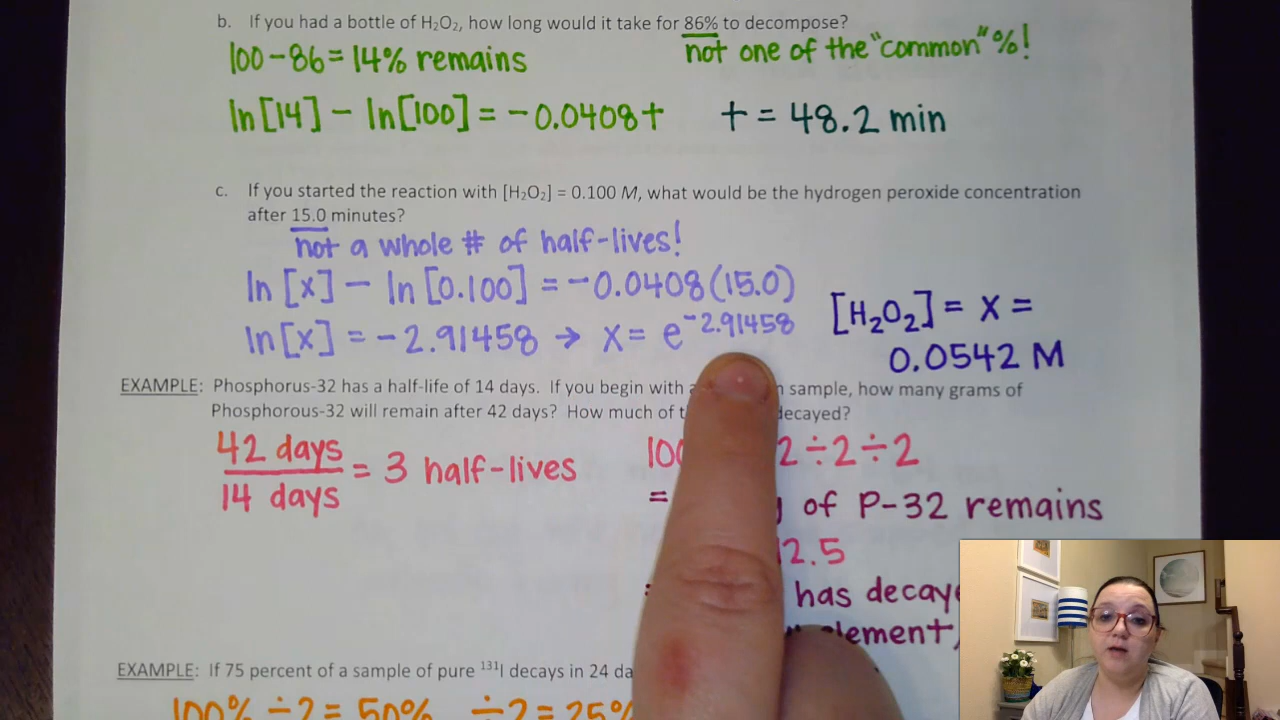 b. If you had a bottle of H₂O₂, how long would it take for 86% to decompose?
100 - 86 = 14% remains
not one of the "common" %!
ln [14] - ln [100] = -0.0408t
t = 48.2 min
c. If you started the reaction with [H₂O₂] = 0.100 M, what would be the hydrogen peroxide concentration
after 15.0 minutes?
not a whole # of half-lives!
ln [x] - ln [0.100] = -0.0408 (15.0)
ln [x] = -2.91458 → x = e^-2.91458
[H₂O₂] = x =
0.0542 M
EXAMPLE: Phosphorus-32 has a half-life of 14 days. If you begin with sample, how many grams of
Phosphorous-32 will remain after 42 days? How much of decayed?
42 days
14 days
= 3 half-lives
÷2÷2
= of P-32 remains
has
EXAMPLE: If 75 percent of a sample of pure ¹³¹I decays in 24
100% ÷2 = 50% ÷2 = 25%